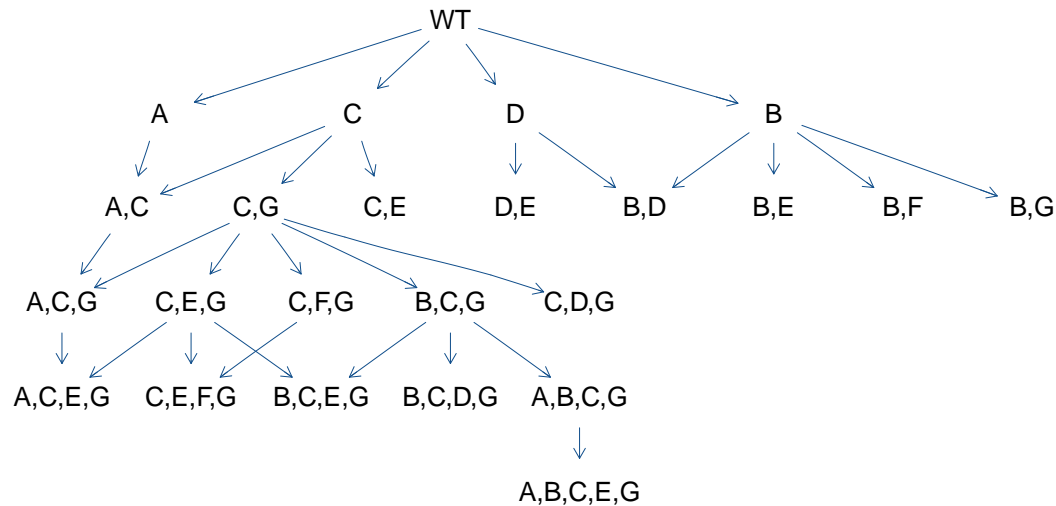 WT
A C D B
A,C C,G C,E D,E B,D B,E B,F B,G
A,C,G C,E,G C,F,G B,C,G C,D,G
A,C,E,G C,E,F,G B,C,E,G B,C,D,G A,B,C,G
A,B,C,E,G